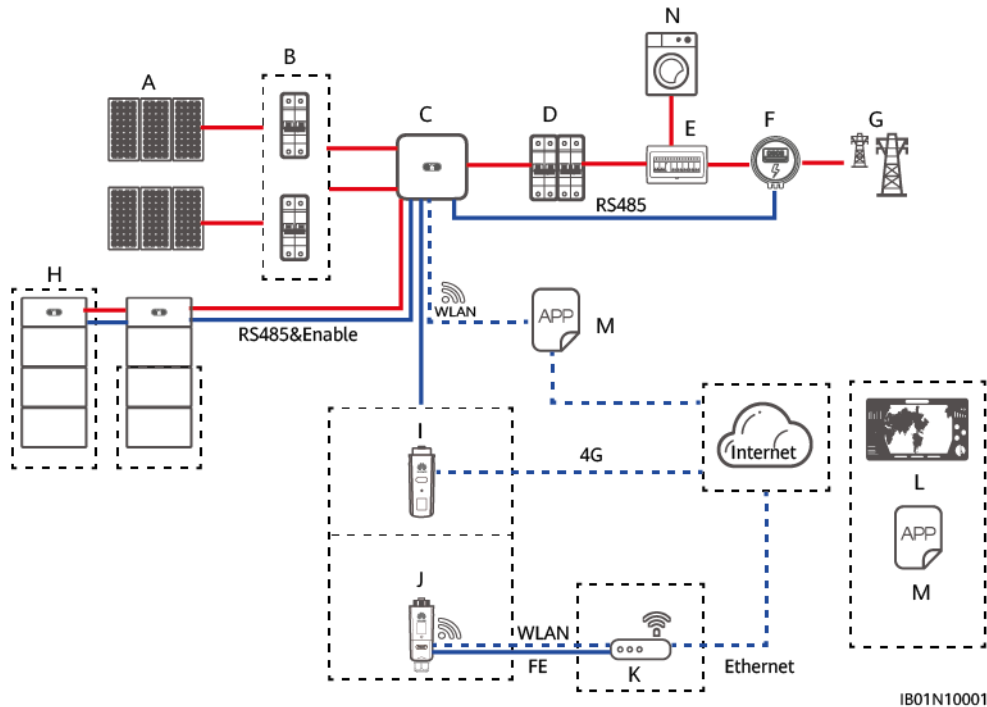 N
B
A
C
D
E
F
G
RS485
H
WLAN
APP
M
RS485&Enable
I
4G
Internet
L
APP
M
J
WLAN
FE
K
Ethernet
IB01N10001